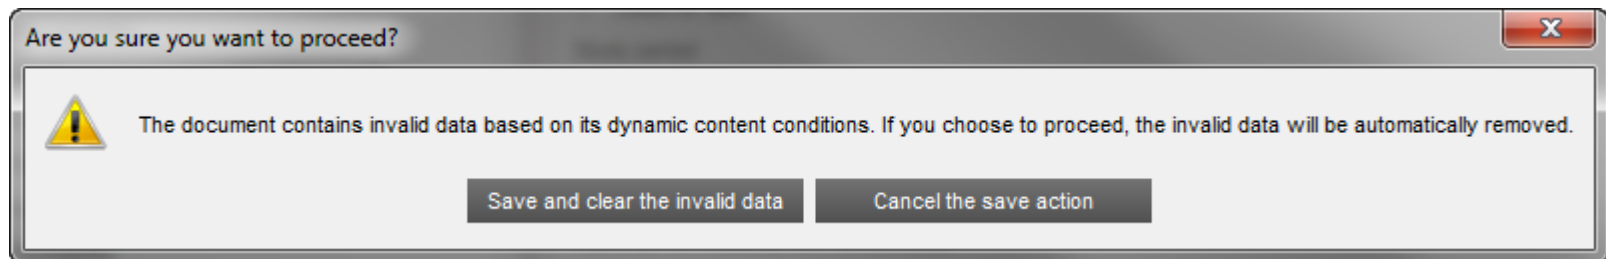 Are you sure you want to proceed?
The document contains invalid data based on its dynamic content conditions. If you choose to proceed, the invalid data will be automatically removed.
Save and clear the invalid data
Cancel the save action